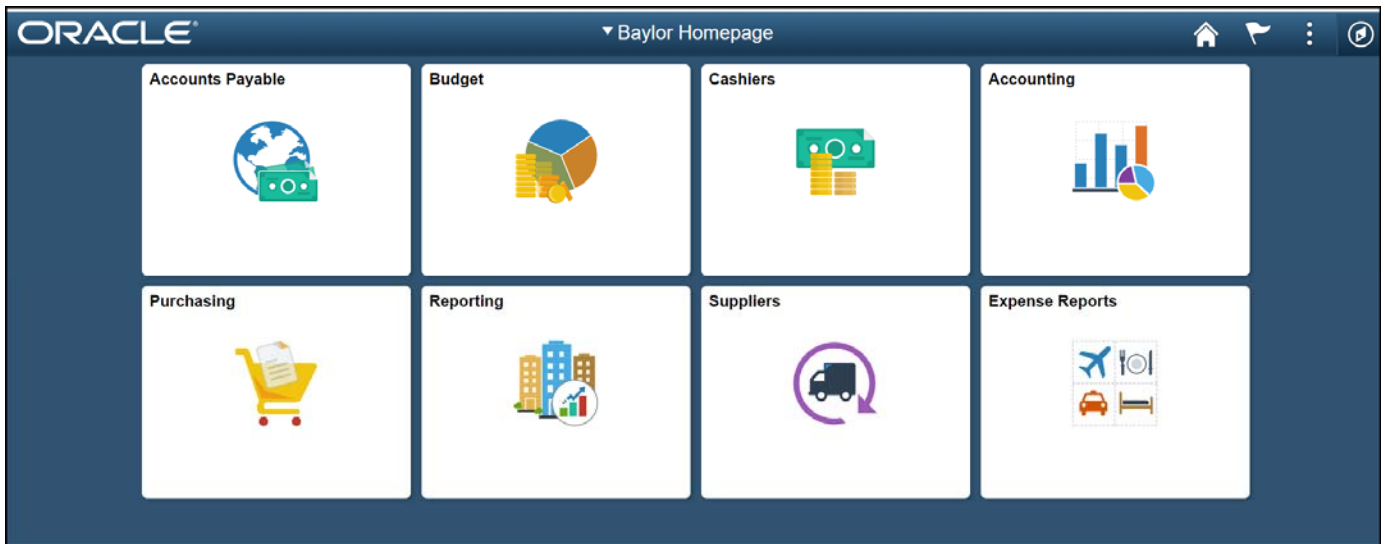 ORACLE®
Baylor Homepage
Accounts Payable
Budget
Cashiers
Accounting
Purchasing
Reporting
Suppliers
Expense Reports